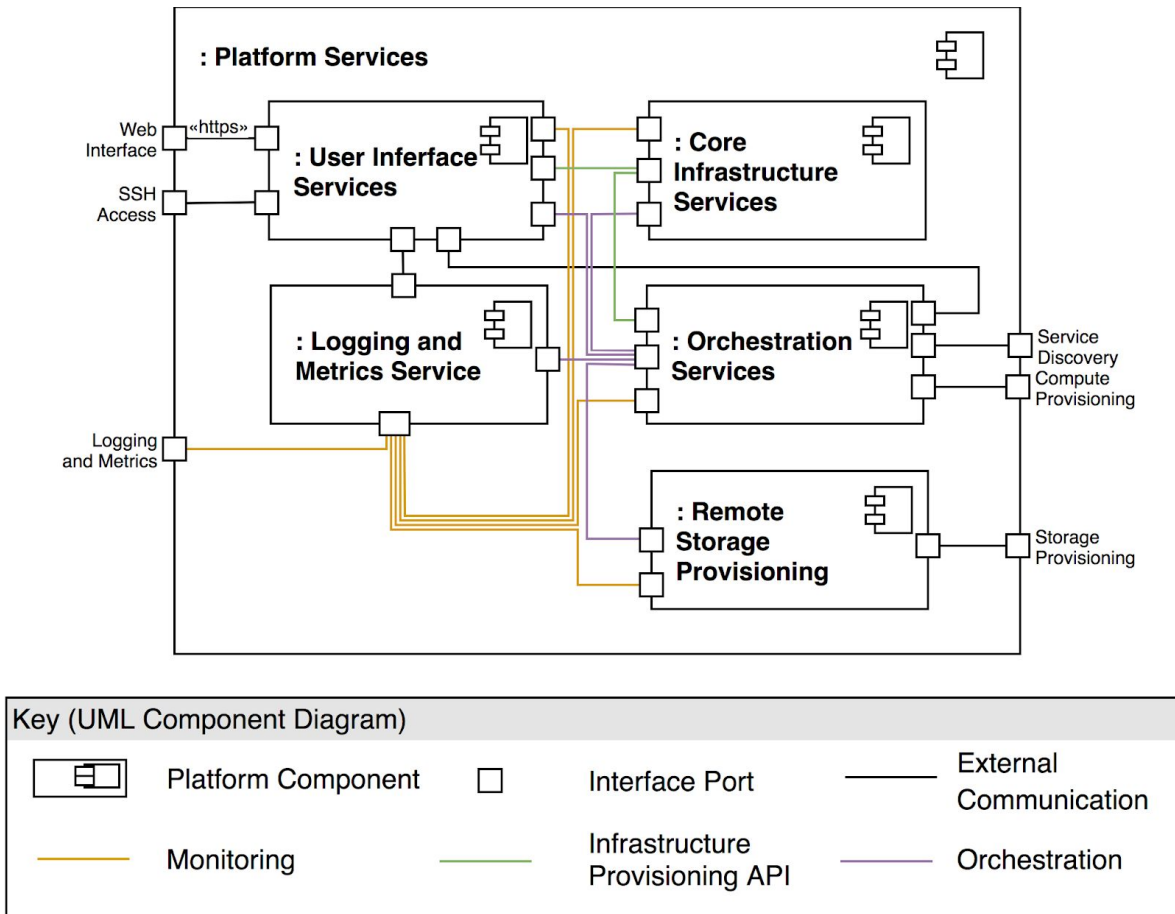 : Platform Services
Web
Interface
«https»
SSH
Access
: User Inferface
Services
: Core
Infrastructure
Services
: Logging and
Metrics Service
: Orchestration
Services
Service
Discovery
Compute
Provisioning
Logging
and Metrics
: Remote
Storage
Provisioning
Storage
Provisioning
Key (UML Component Diagram)
Platform Component
Interface Port
External
Communication
Monitoring
Infrastructure
Provisioning API
Orchestration